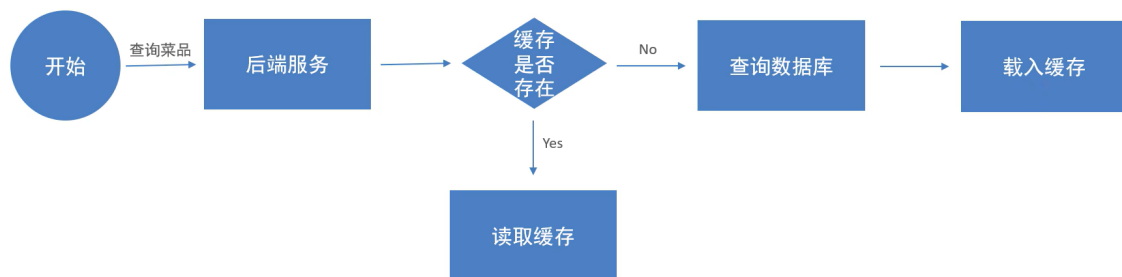 开始
查询菜品
后端服务
缓存
是否
存在
No
查询数据库
载入缓存
Yes
读取缓存